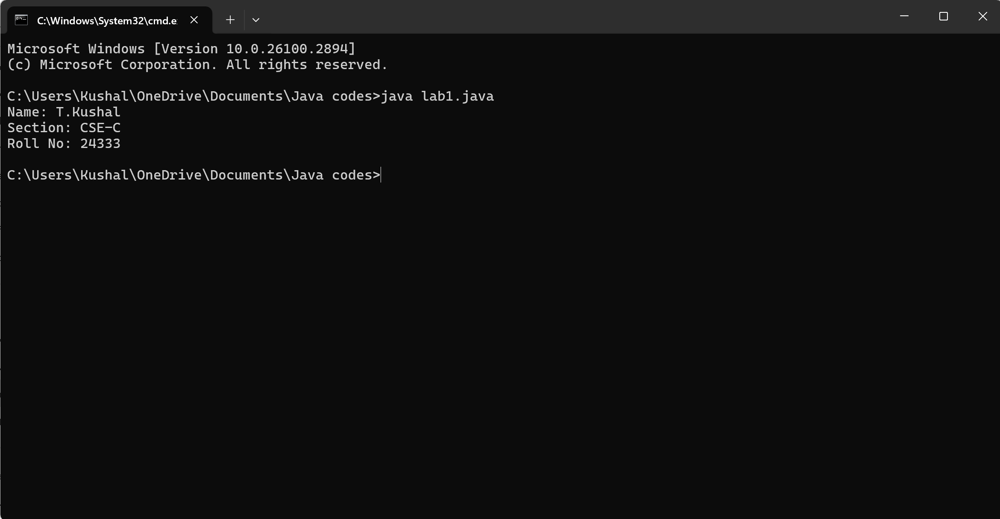 C:\Windows\System32\cmd.e
Microsoft Windows [Version 10.0.26100.2894]
(c) Microsoft Corporation. All rights reserved.
C:\Users\Kushal\OneDrive\Documents\Java codes>java lab1.java
Name: T.Kushal
Section: CSE-C
Roll No: 24333
C:\Users\Kushal\OneDrive\Documents\Java codes>